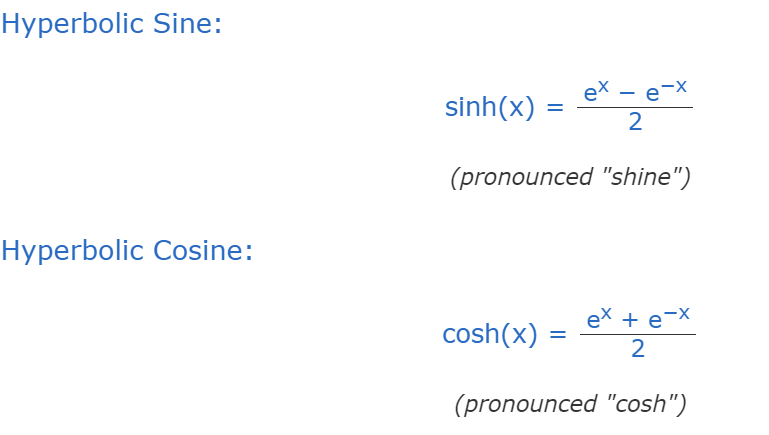 Hyperbolic Sine:
sinh(x) = (e^x − e^−x)/2
(pronounced "shine")
Hyperbolic Cosine:
cosh(x) = (e^x + e^−x)/2
(pronounced "cosh")